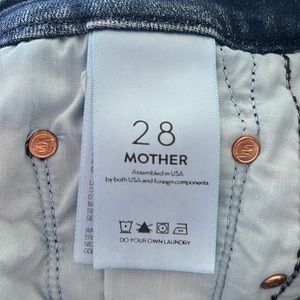 28
MOTHER
Assembled in USA
by both USA and foreign components
DO YOUR OWN LAUNDRY